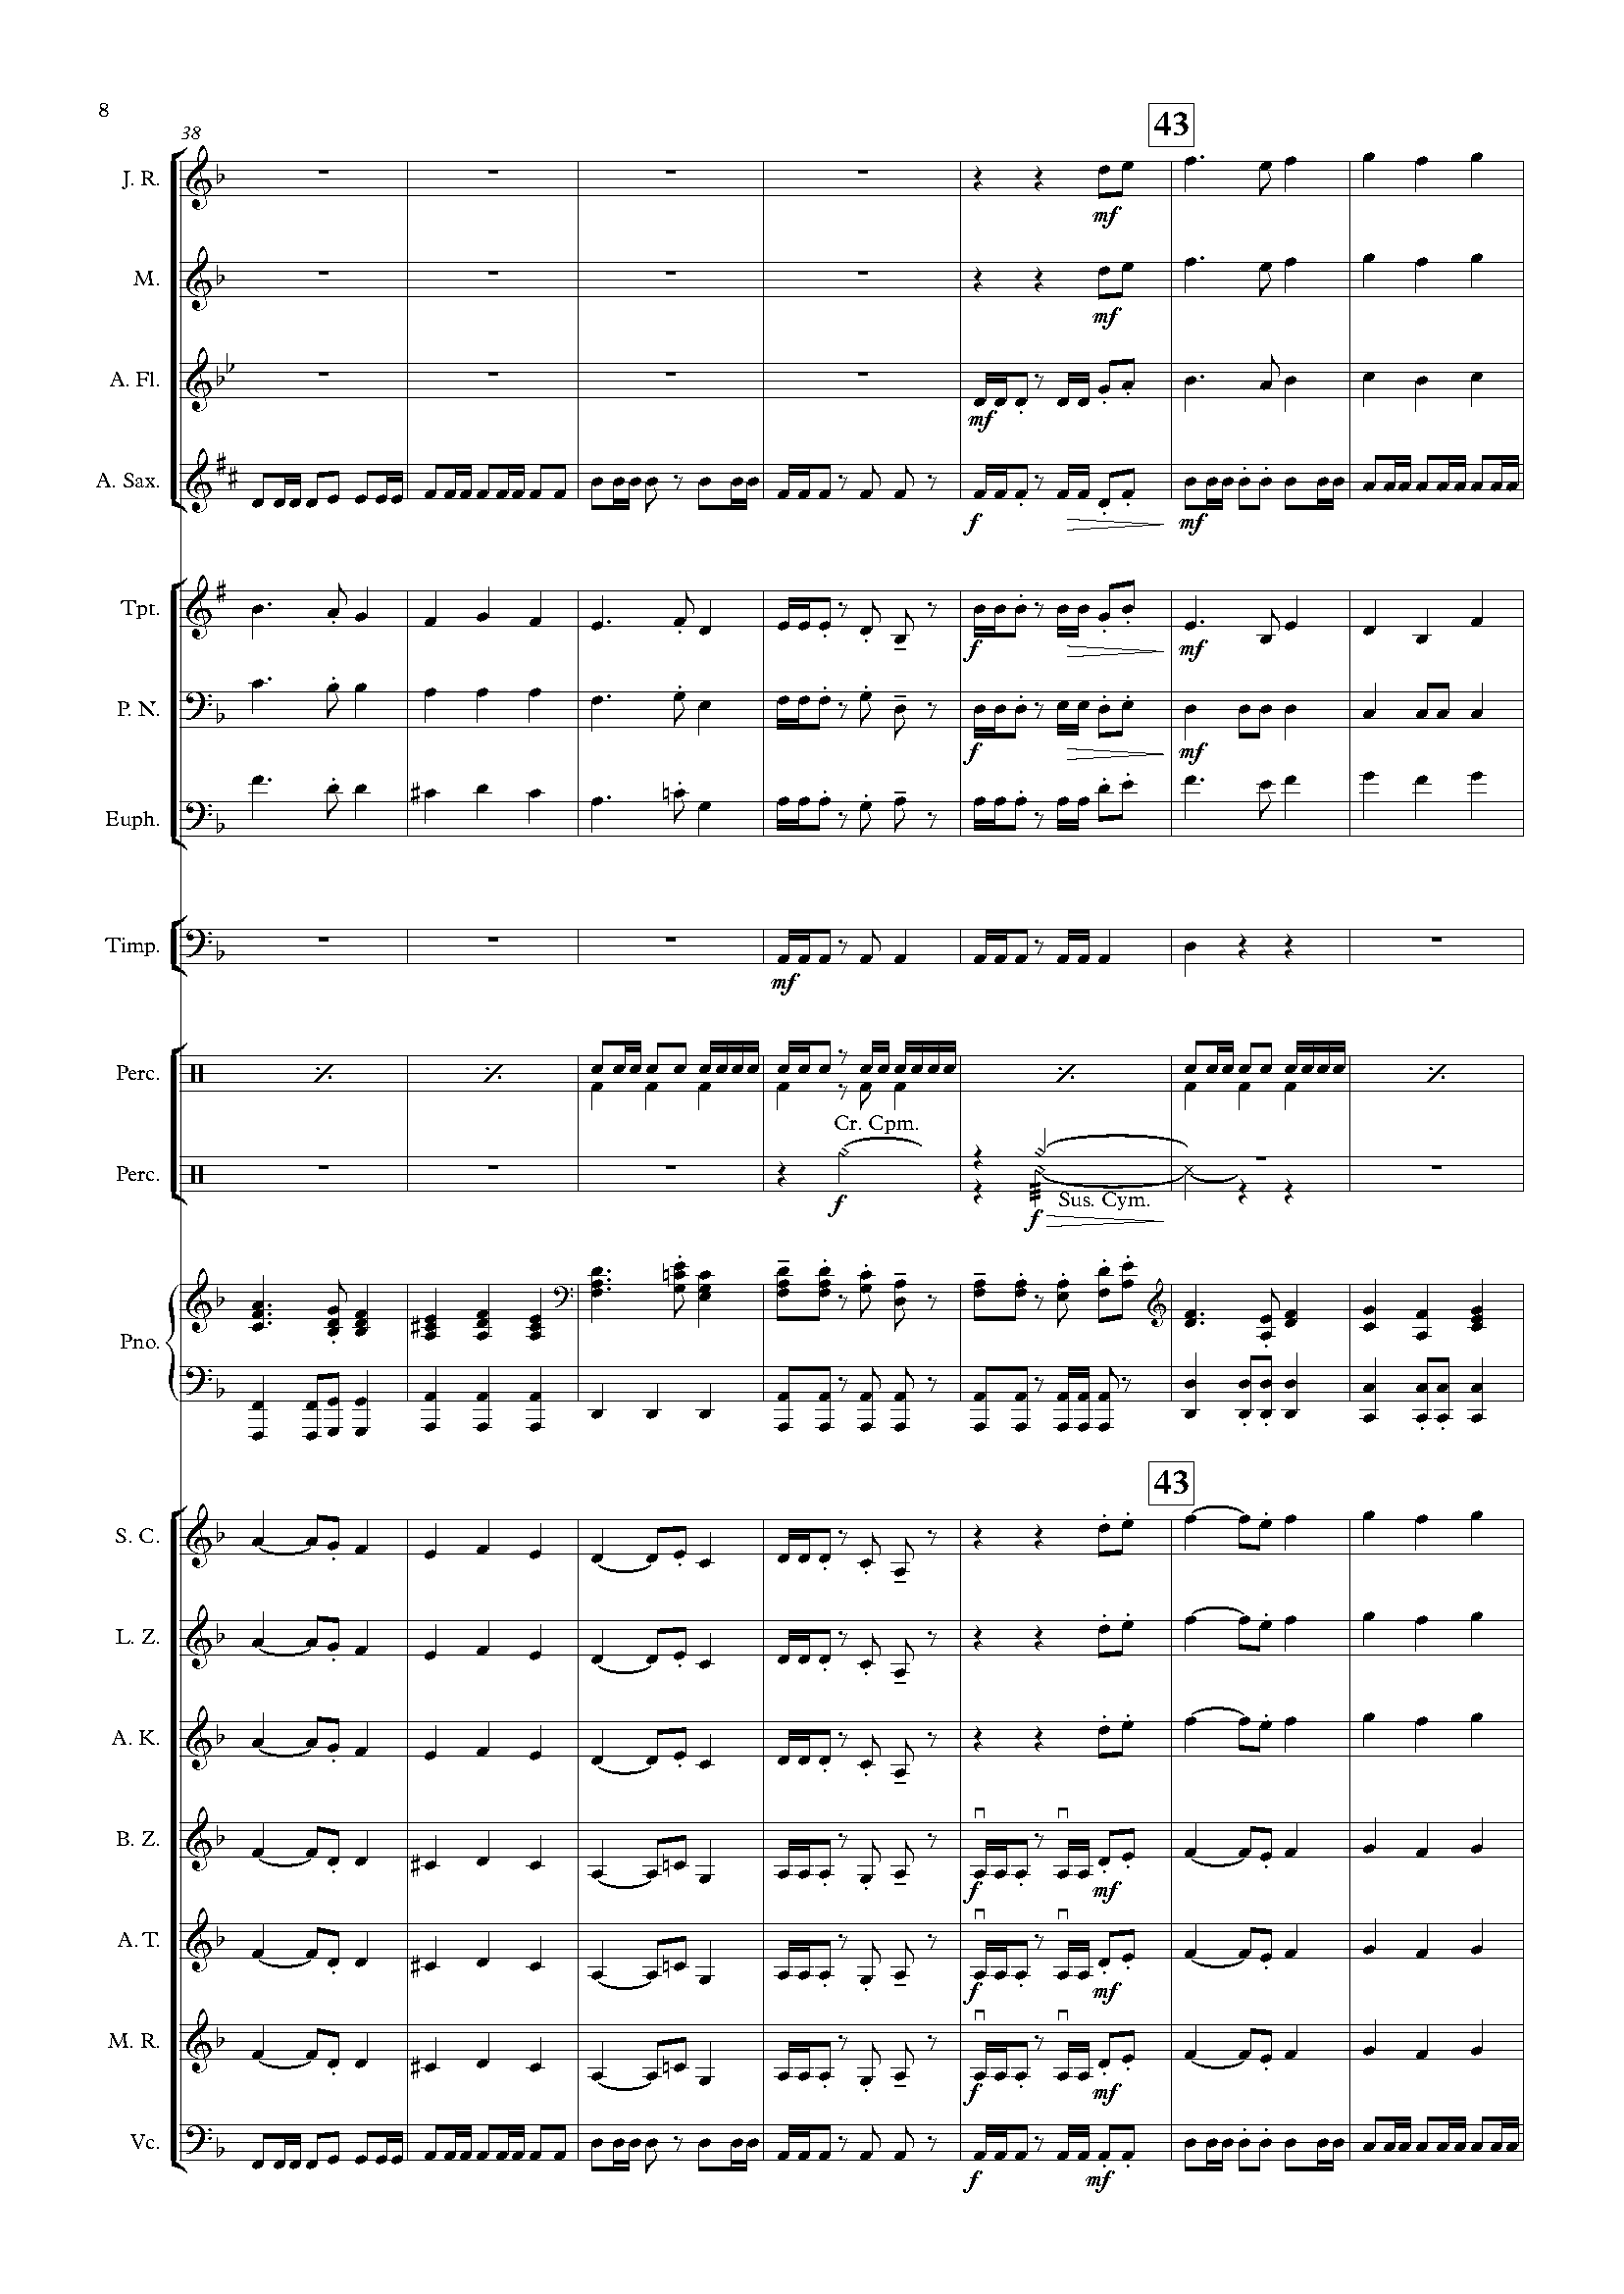 8
38
43
J. R.
mf
M.
mf
A. Fl.
mf
A. Sax.
f mf
Tpt.
f mf
P. N.
f mf
Euph.
Timp.
mf
Perc.
Cr. Cpm.
Perc.
Sus. Cym.
f f
Pno.
43
S. C.
L. Z.
A. K.
B. Z.
f mf
A. T.
f mf
M. R.
f mf
Vc.
f mf